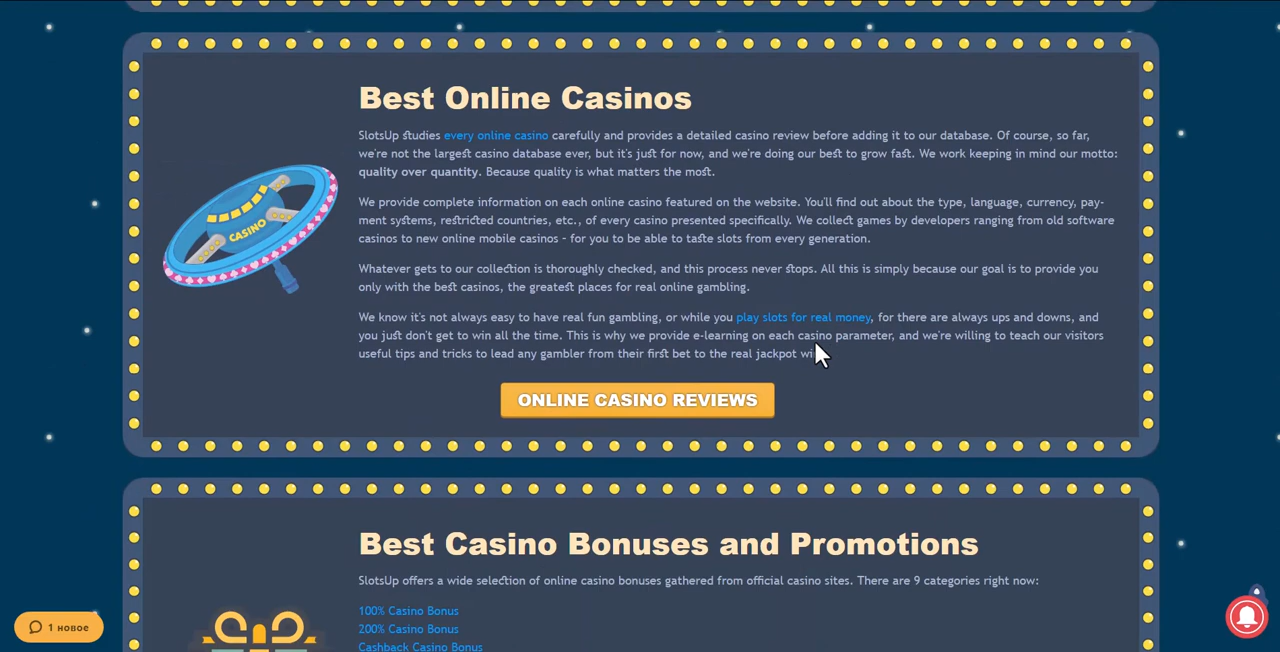 Best Online Casinos
SlotsUp studies every online casino carefully and provides a detailed casino review before adding it to our database. Of course, so far,
we're not the largest casino database ever, but it's just for now, and we're doing our best to grow fast. We work keeping in mind our motto:
quality over quantity. Because quality is what matters the most.
We provide complete information on each online casino featured on the website. You'll find out about the type, language, currency, pay-
ment systems, restricted countries, etc., of every casino presented specifically. We collect games by developers ranging from old software
casinos to new online mobile casinos – for you to be able to taste slots from every generation.
Whatever gets to our collection is thoroughly checked, and this process never stops. All this is simply because our goal is to provide you
only with the best casinos, the greatest places for real online gambling.
CASINO
We know it's not always easy to have real fun gambling, or while you play slots for real money, for there are always ups and downs, and
you just don't get to win all the time. This is why we provide e-learning on each casino parameter, and we're willing to teach our visitors
useful tips and tricks to lead any gambler from their first bet to the real jackpot
ONLINE CASINO REVIEWS
Best Casino Bonuses and Promotions
SlotsUp offers a wide selection of online casino bonuses gathered from official casino sites. There are 9 categories right now:
100% Casino Bonus
200% Casino Bonus
Cashback Casino Bonus
1 новое